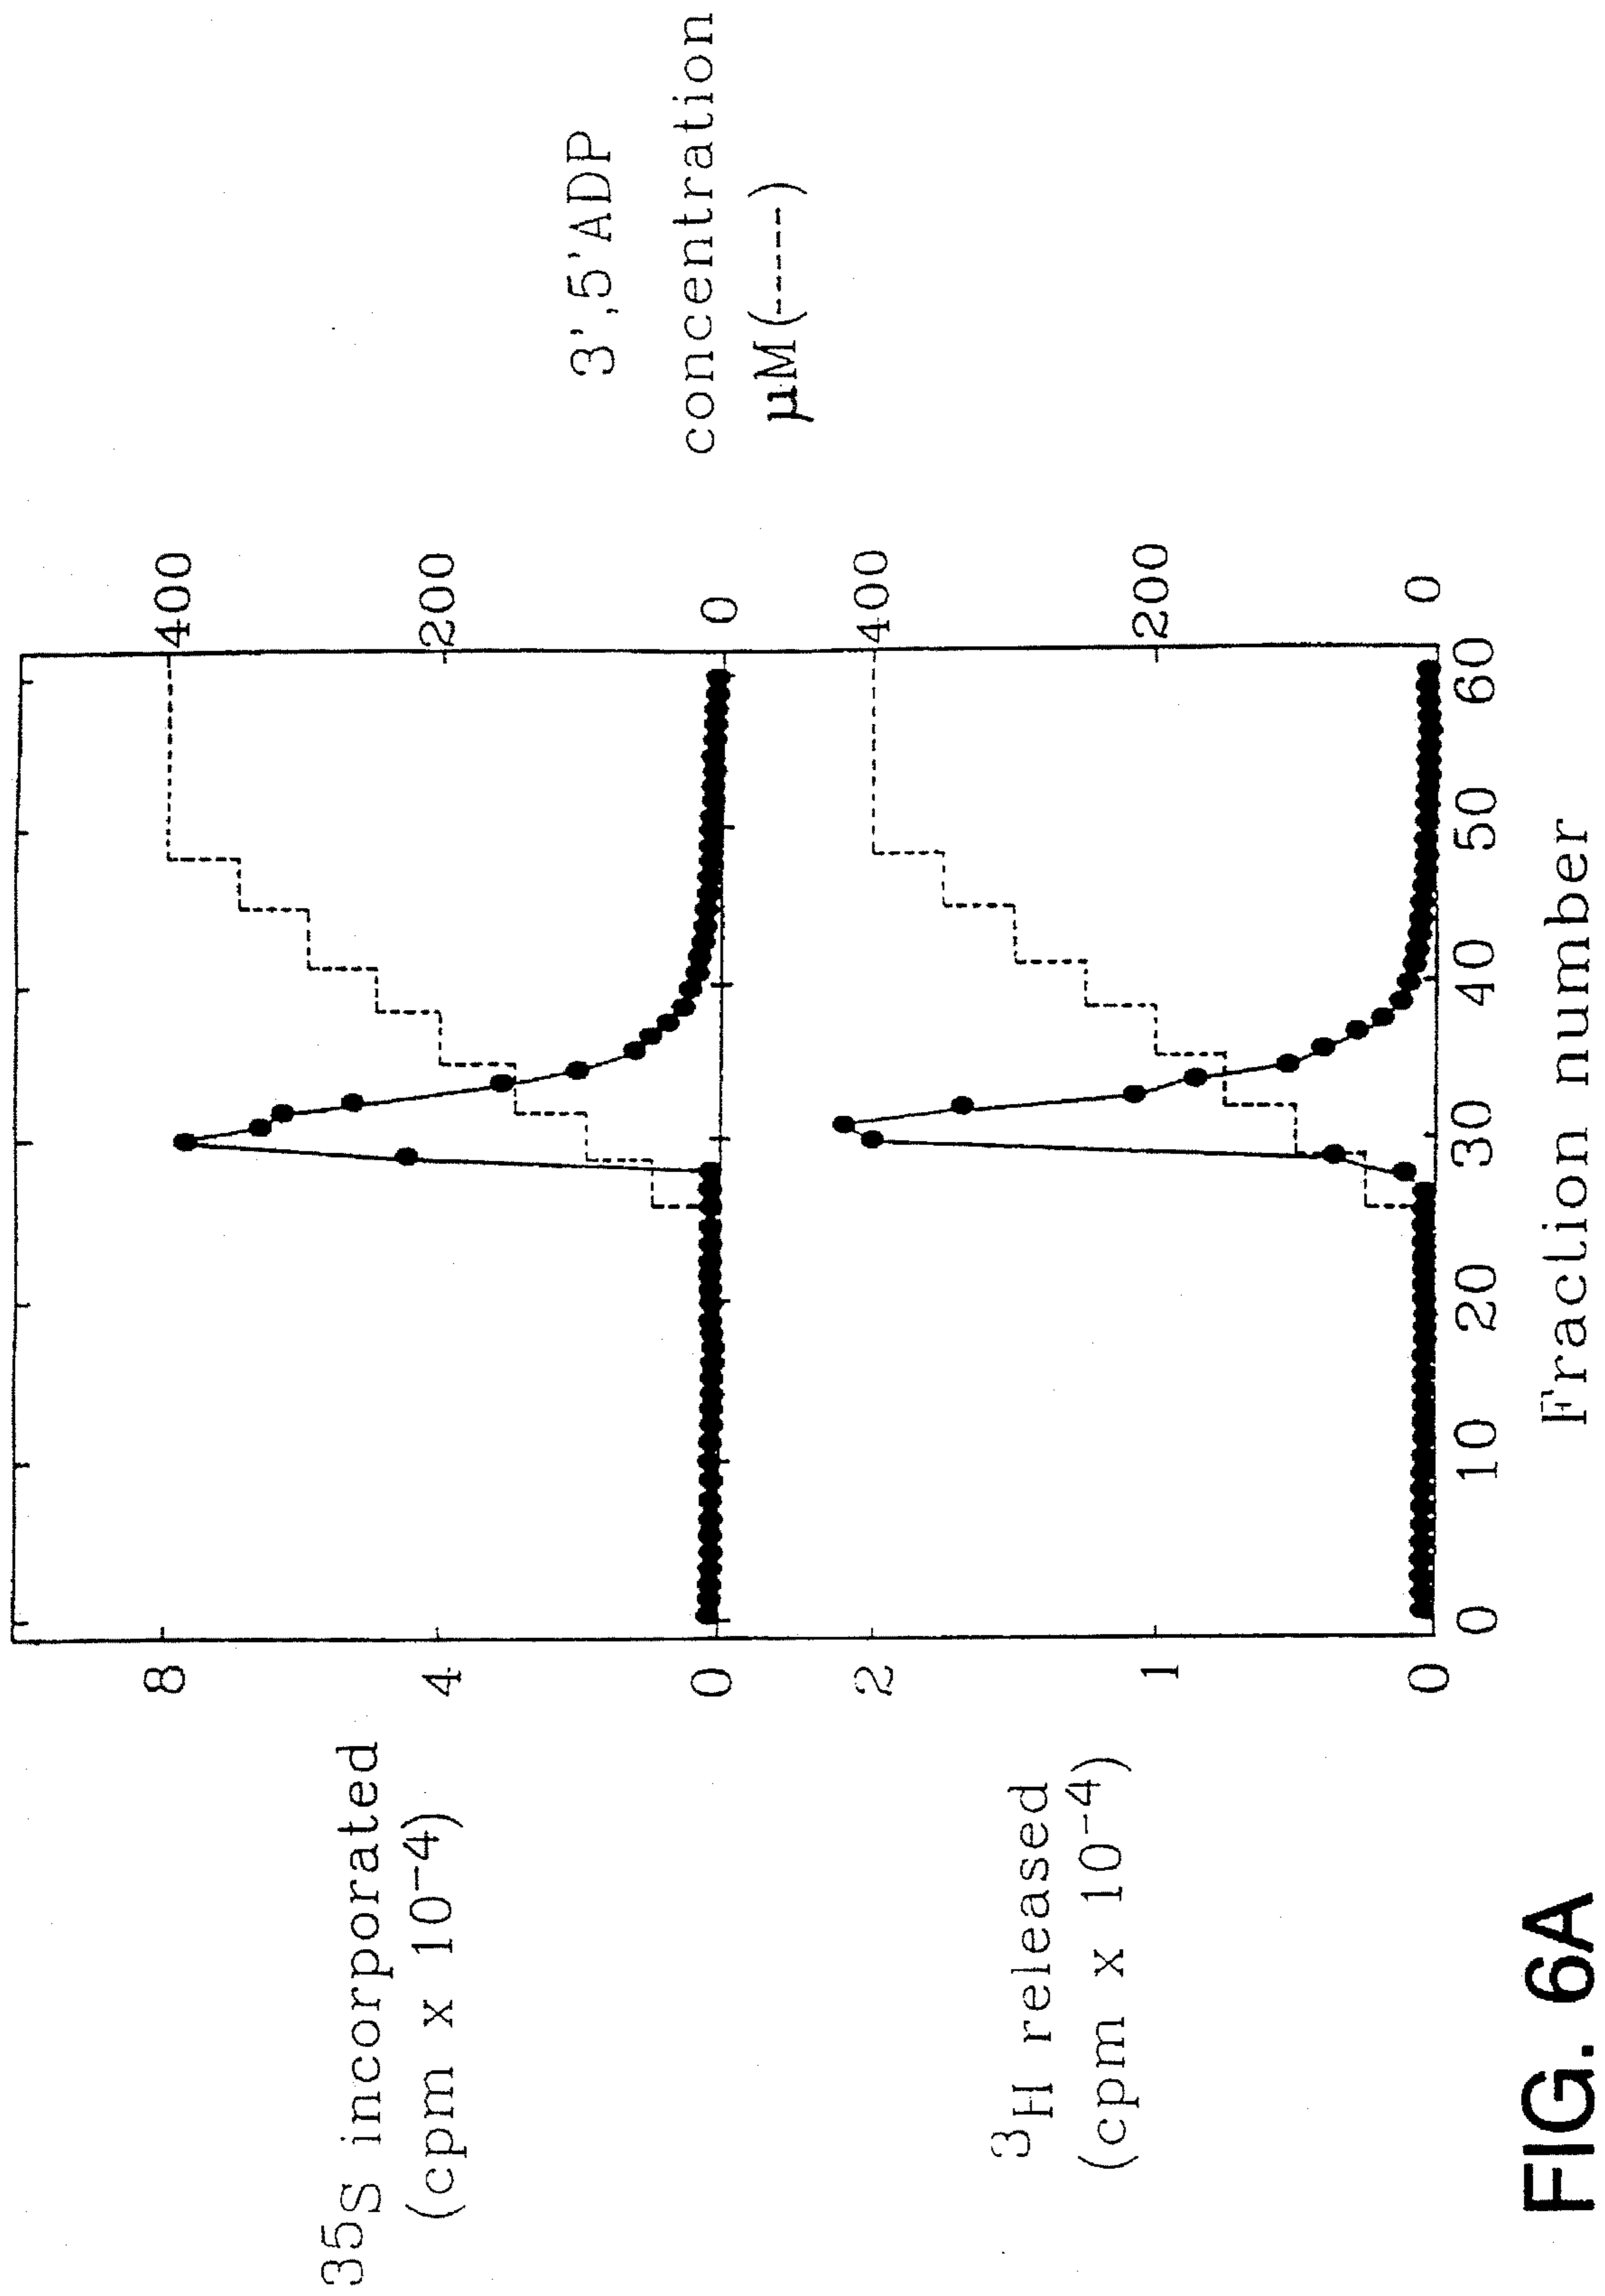 35S incorporated
(cpm x 10-4)
8
4
0
400
200
0
3',5'ADP
concentration
µM(-----)
3H released
(cpm x 10-4)
2
1
0
400
200
0
0 10 20 30 40 50 60
Fraction number
FIG. 6A